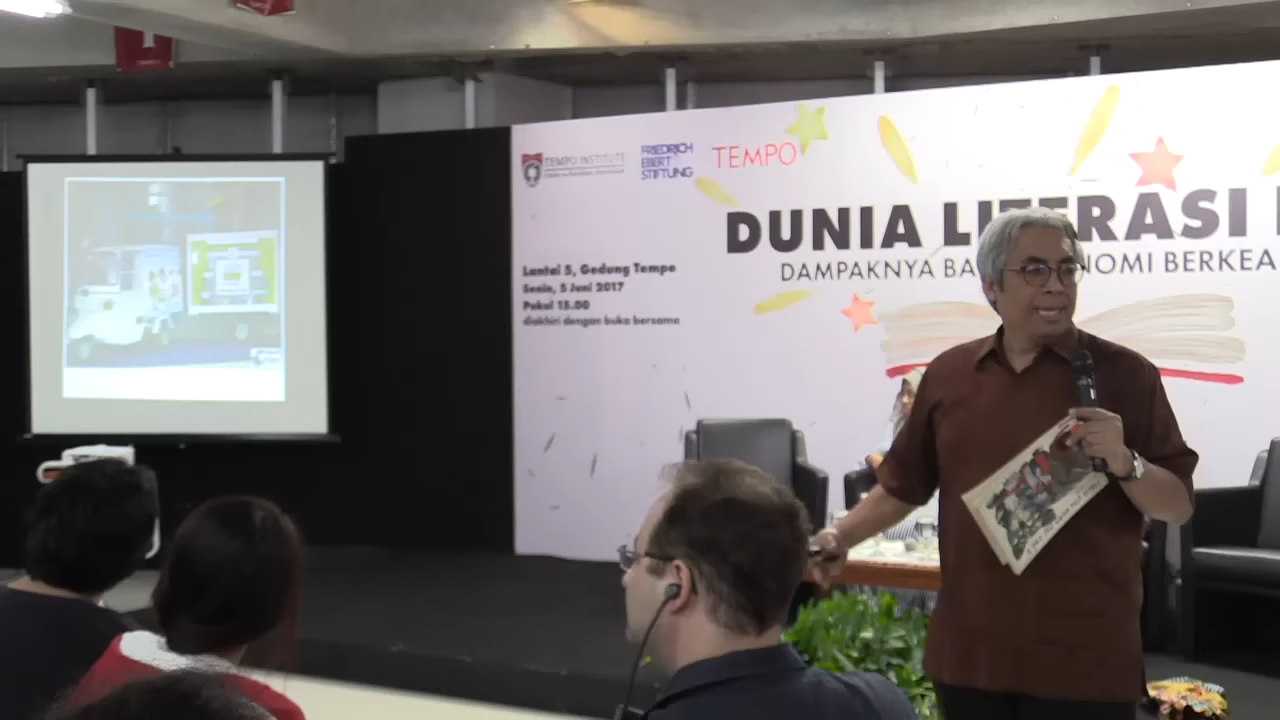 TEMPO INSTITUTE
FRIEDRICH
EBERT
STIFTUNG
TEMPO
DUNIA LITERASI
DAMPAKNYA BA NOMI BERKEA
Lantai 5, Gedung Tempo
Senin, 5 Juni 2017
Pukul 15.00
diakhiri dengan buka bersama